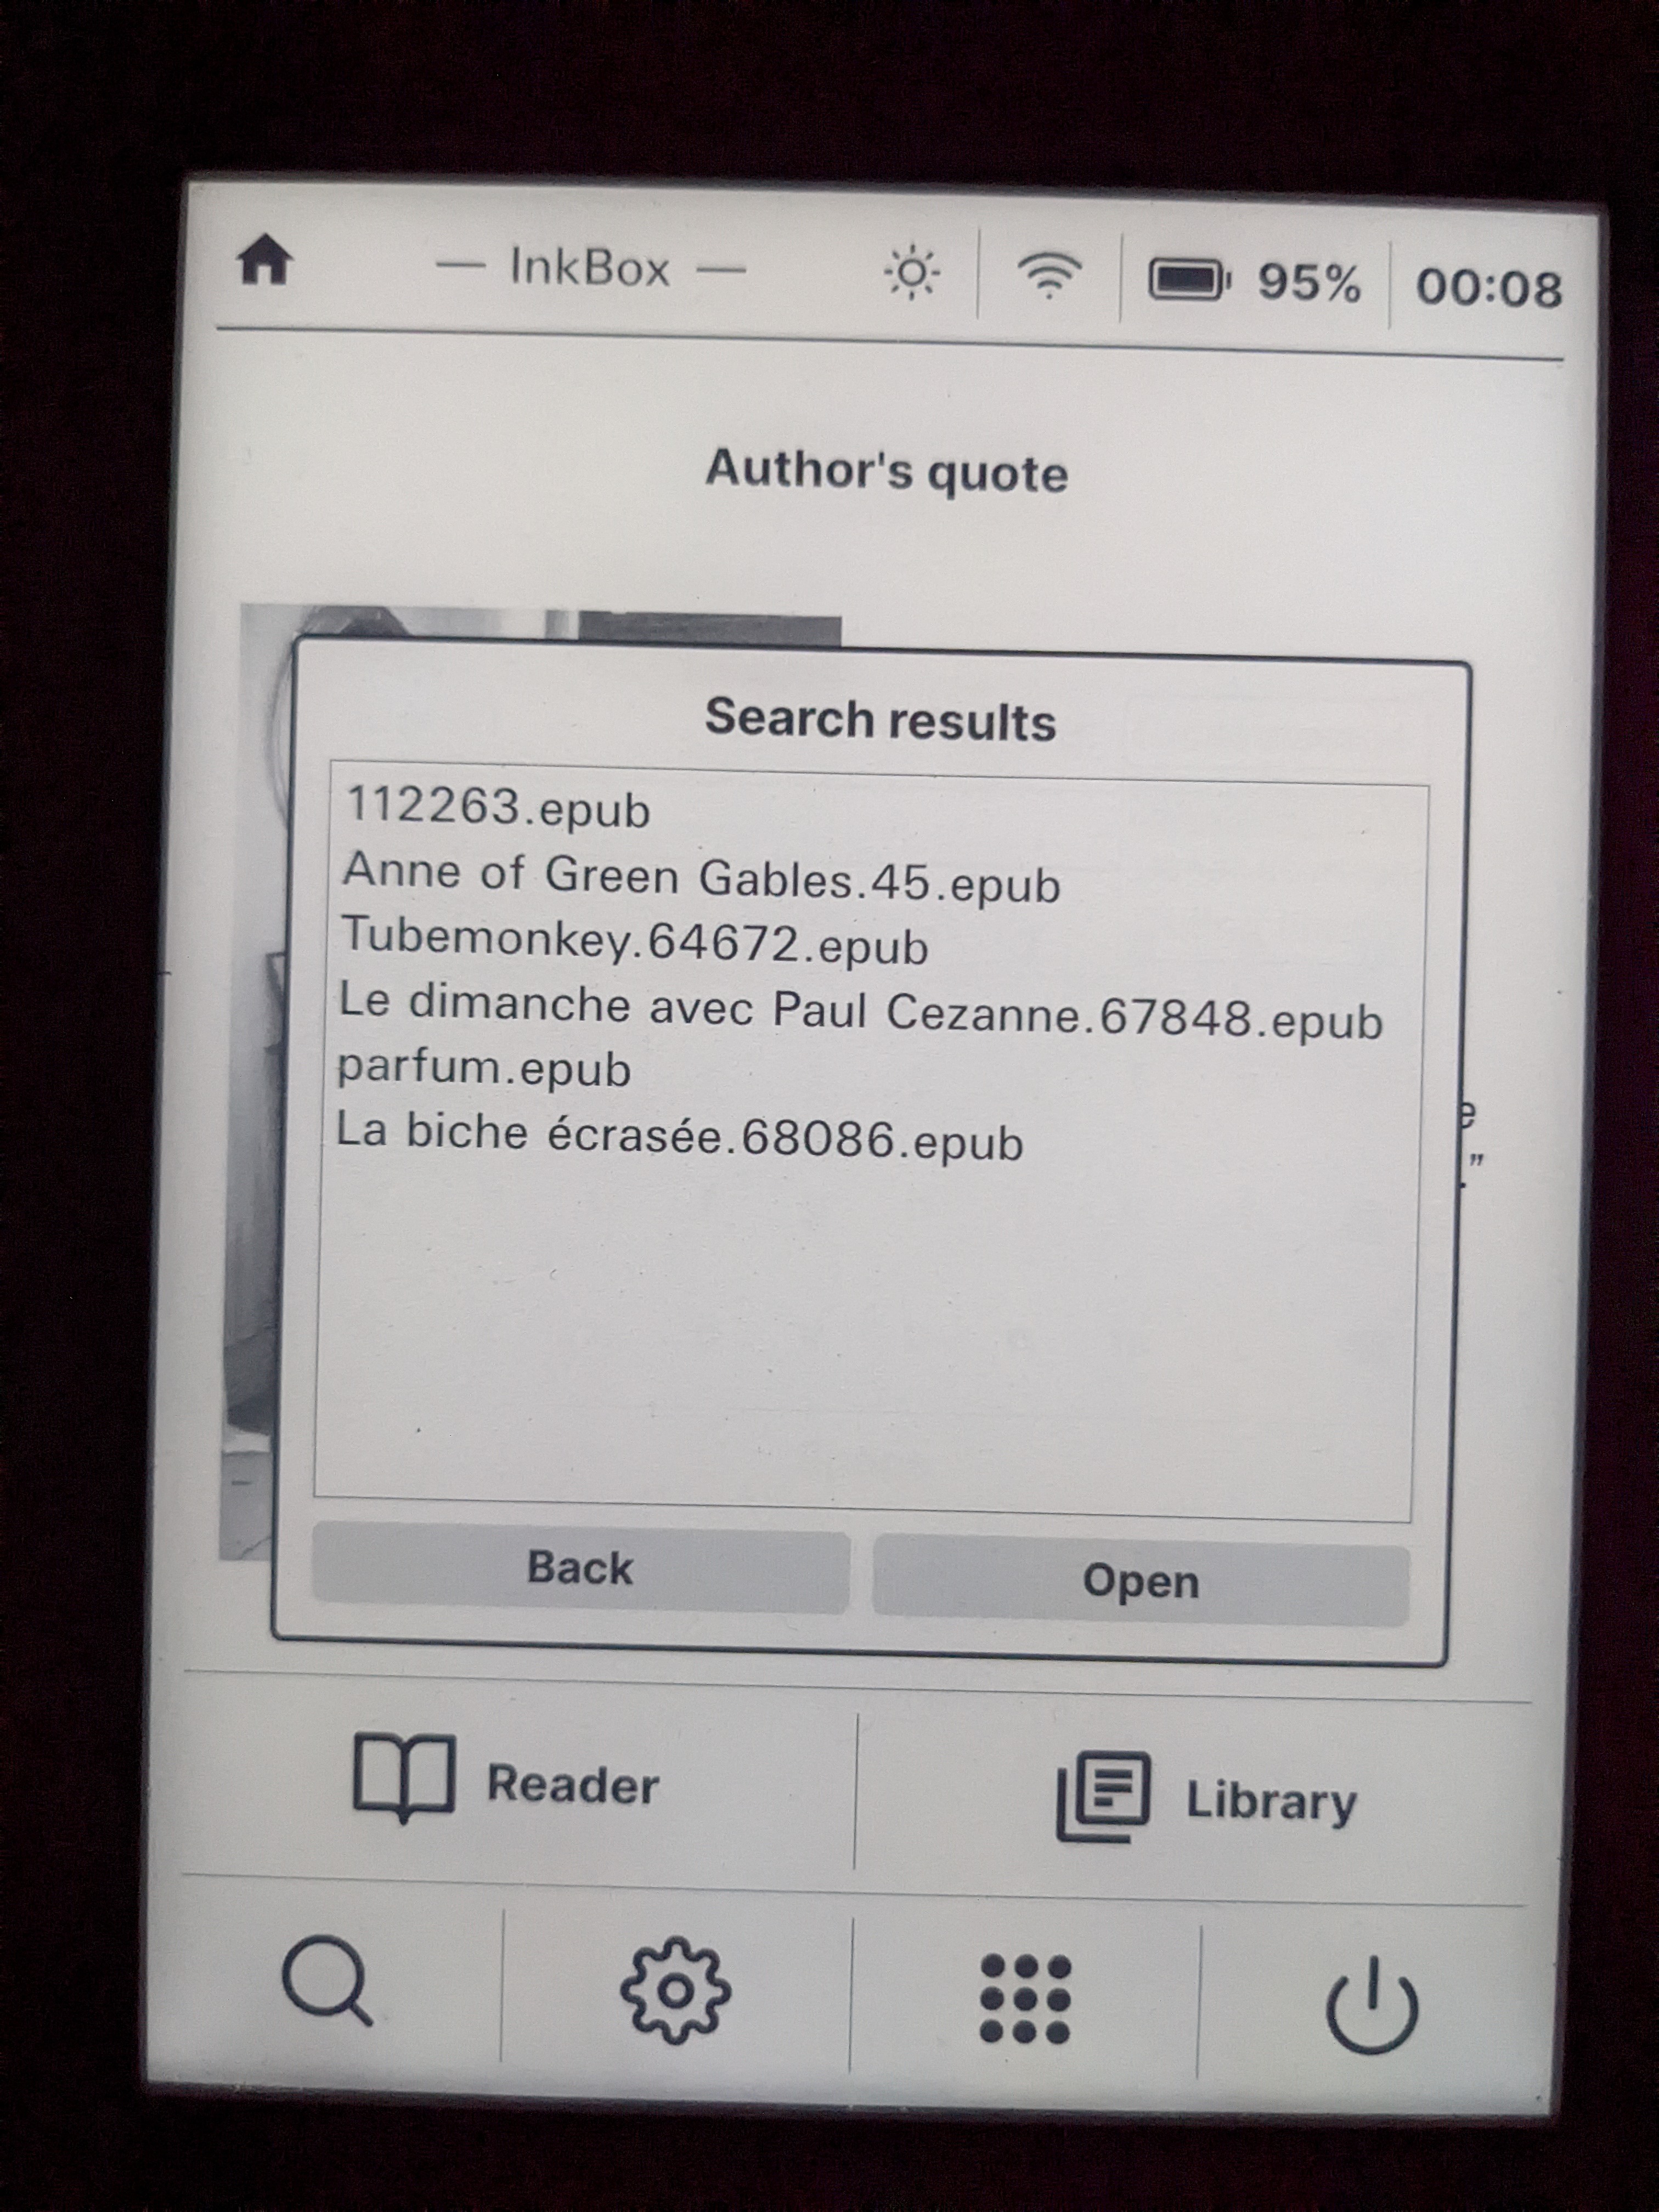 — InkBox —
95%
00:08
Author's quote
Search results
112263.epub
Anne of Green Gables.45.epub
Tubemonkey.64672.epub
Le dimanche avec Paul Cezanne.67848.epub
parfum.epub
La biche écrasée.68086.epub
e
.”
Back
Open
Reader
Library